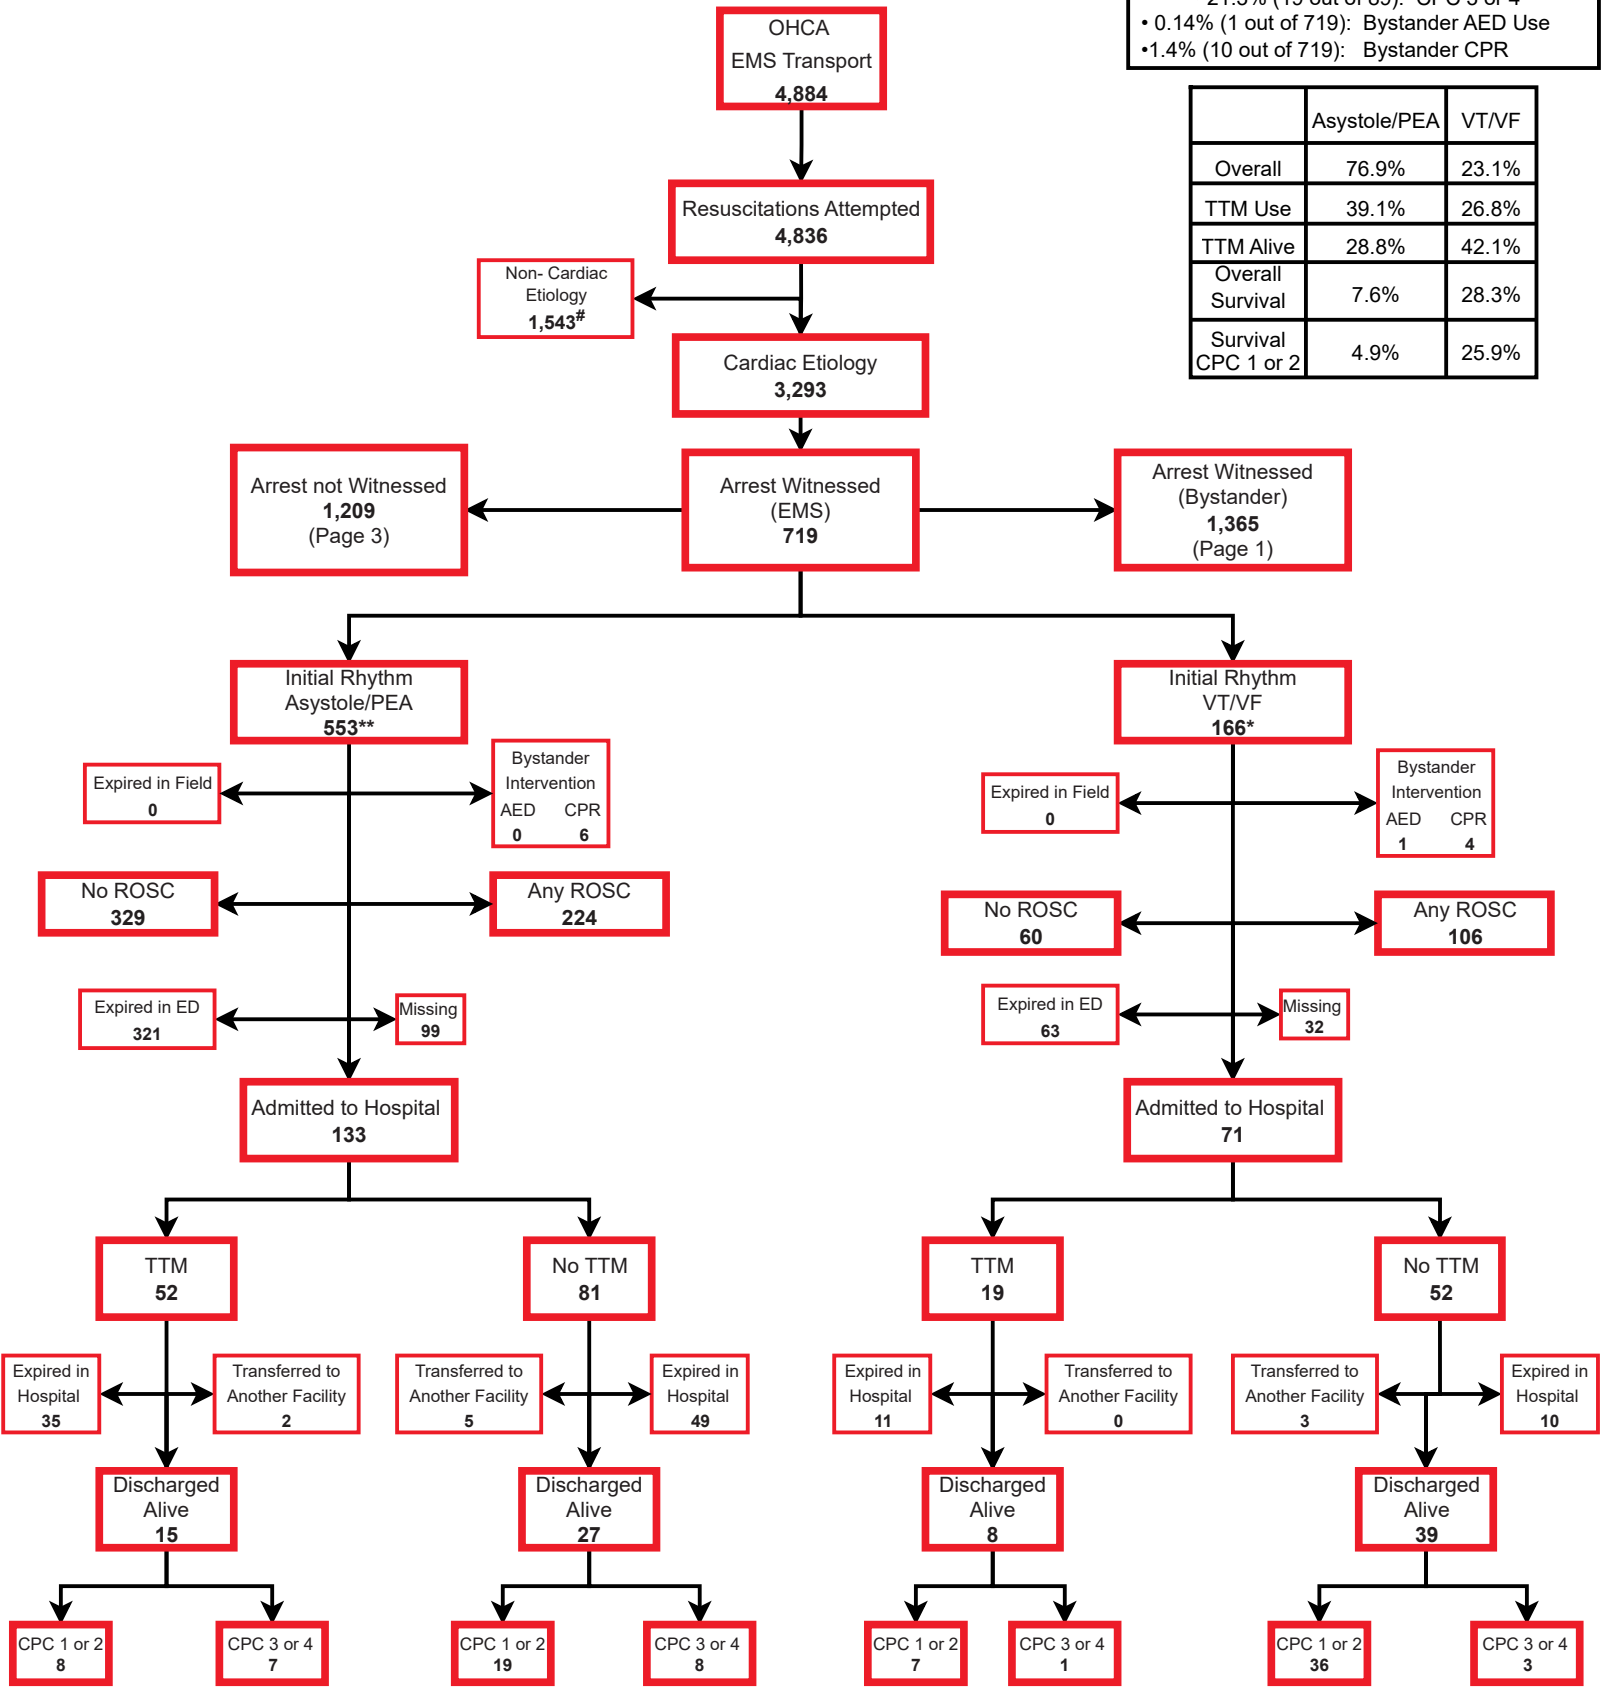 OHCA
EMS Transport
4,884
21.3% (19 out of 89): CPC 3 or 4
• 0.14% (1 out of 719): Bystander AED Use
•1.4% (10 out of 719): Bystander CPR
Asystole/PEA VT/VF
Overall 76.9% 23.1%
TTM Use 39.1% 26.8%
TTM Alive 28.8% 42.1%
Overall
Survival 7.6% 28.3%
Survival
CPC 1 or 2 4.9% 25.9%
Resuscitations Attempted
4,836
Non- Cardiac
Etiology
1,543#
Cardiac Etiology
3,293
Arrest not Witnessed
1,209
(Page 3)
Arrest Witnessed
(EMS)
719
Arrest Witnessed
(Bystander)
1,365
(Page 1)
Initial Rhythm
Asystole/PEA
553**
Expired in Field
0
Bystander
Intervention
AED CPR
0 6
No ROSC
329
Any ROSC
224
Expired in ED
321
Missing
99
Admitted to Hospital
133
Initial Rhythm
VT/VF
166*
Expired in Field
0
Bystander
Intervention
AED CPR
1 4
No ROSC
60
Any ROSC
106
Expired in ED
63
Missing
32
Admitted to Hospital
71
TTM
52
Expired in
Hospital
35
Transferred to
Another Facility
2
Discharged
Alive
15
CPC 1 or 2
8
CPC 3 or 4
7
No TTM
81
Transferred to
Another Facility
5
Expired in
Hospital
49
Discharged
Alive
27
CPC 1 or 2
19
CPC 3 or 4
8
TTM
19
Expired in
Hospital
11
Transferred to
Another Facility
0
Discharged
Alive
8
CPC 1 or 2
7
CPC 3 or 4
1
No TTM
52
Transferred to
Another Facility
3
Expired in
Hospital
10
Discharged
Alive
39
CPC 1 or 2
36
CPC 3 or 4
3